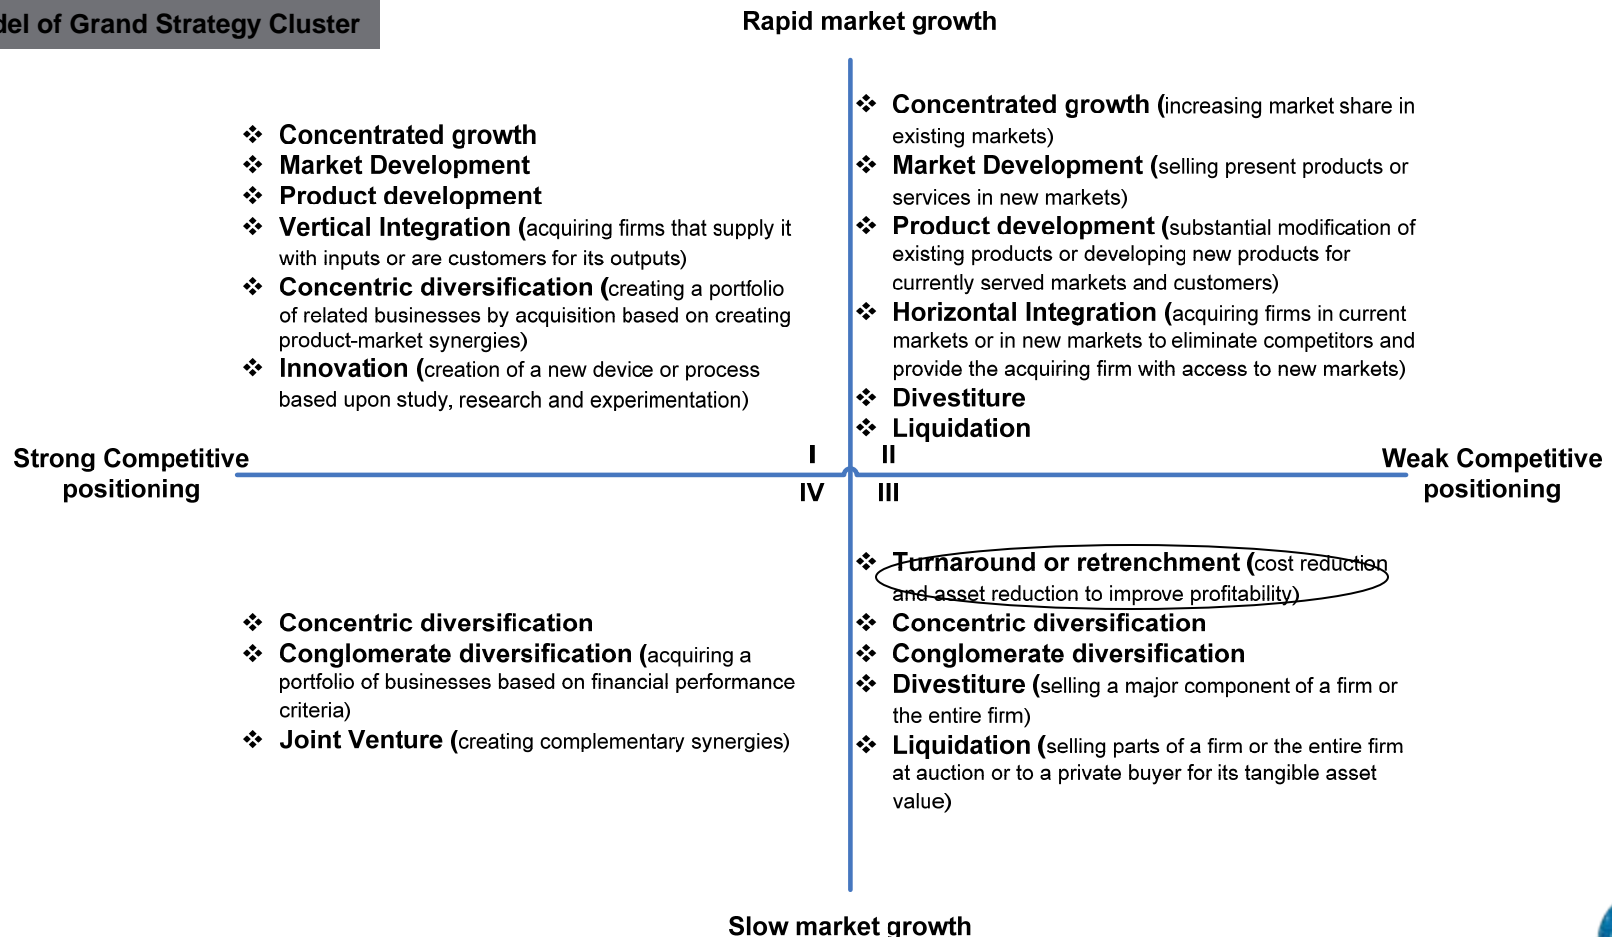 del of Grand Strategy Cluster
Rapid market growth
❖ Concentrated growth
❖ Market Development
❖ Product development
❖ Vertical Integration (acquiring firms that supply it
with inputs or are customers for its outputs)
❖ Concentric diversification (creating a portfolio
of related businesses by acquisition based on creating
product-market synergies)
❖ Innovation (creation of a new device or process
based upon study, research and experimentation)
❖ Concentrated growth (increasing market share in
existing markets)
❖ Market Development (selling present products or
services in new markets)
❖ Product development (substantial modification of
existing products or developing new products for
currently served markets and customers)
❖ Horizontal Integration (acquiring firms in current
markets or in new markets to eliminate competitors and
provide the acquiring firm with access to new markets)
❖ Divestiture
❖ Liquidation
Strong Competitive
positioning
I
II
IV
III
Weak Competitive
positioning
❖ Concentric diversification
❖ Conglomerate diversification (acquiring a
portfolio of businesses based on financial performance
criteria)
❖ Joint Venture (creating complementary synergies)
❖ Turnaround or retrenchment (cost reduction
and asset reduction to improve profitability)
❖ Concentric diversification
❖ Conglomerate diversification
❖ Divestiture (selling a major component of a firm or
the entire firm)
❖ Liquidation (selling parts of a firm or the entire firm
at auction or to a private buyer for its tangible asset
value)
Slow market growth